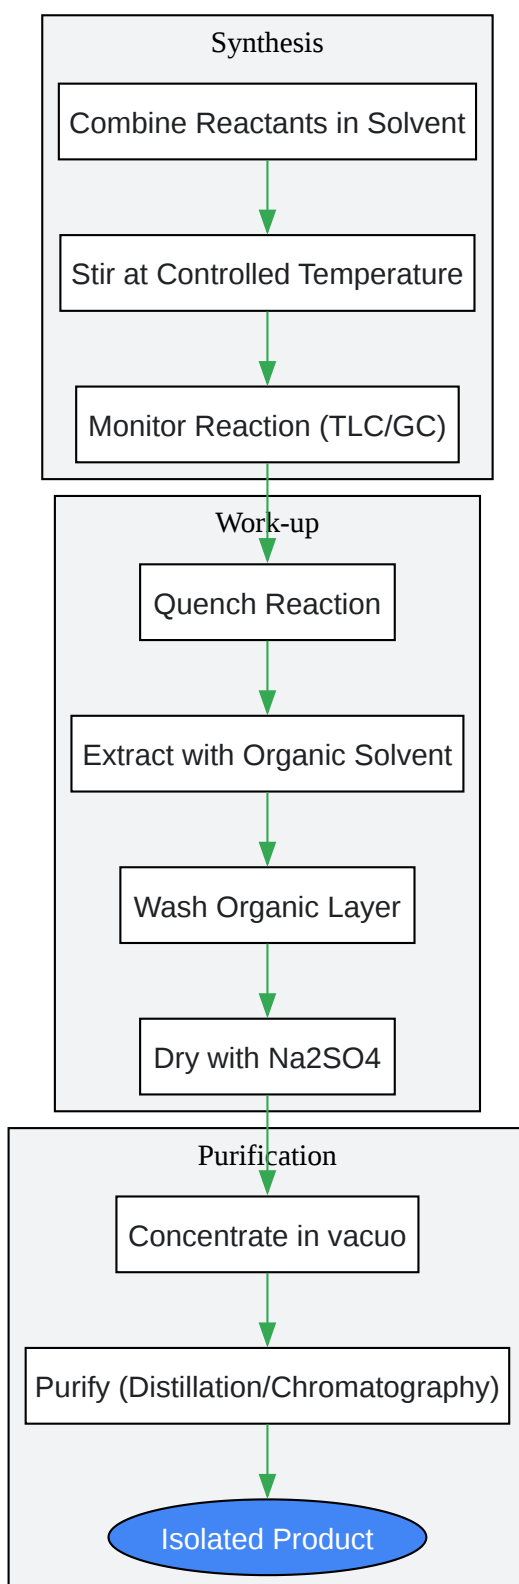 Synthesis
Combine Reactants in Solvent
Stir at Controlled Temperature
Monitor Reaction (TLC/GC)
Work-up
Quench Reaction
Extract with Organic Solvent
Wash Organic Layer
Dry with Na2SO4
Purification
Concentrate in vacuo
Purify (Distillation/Chromatography)
Isolated Product